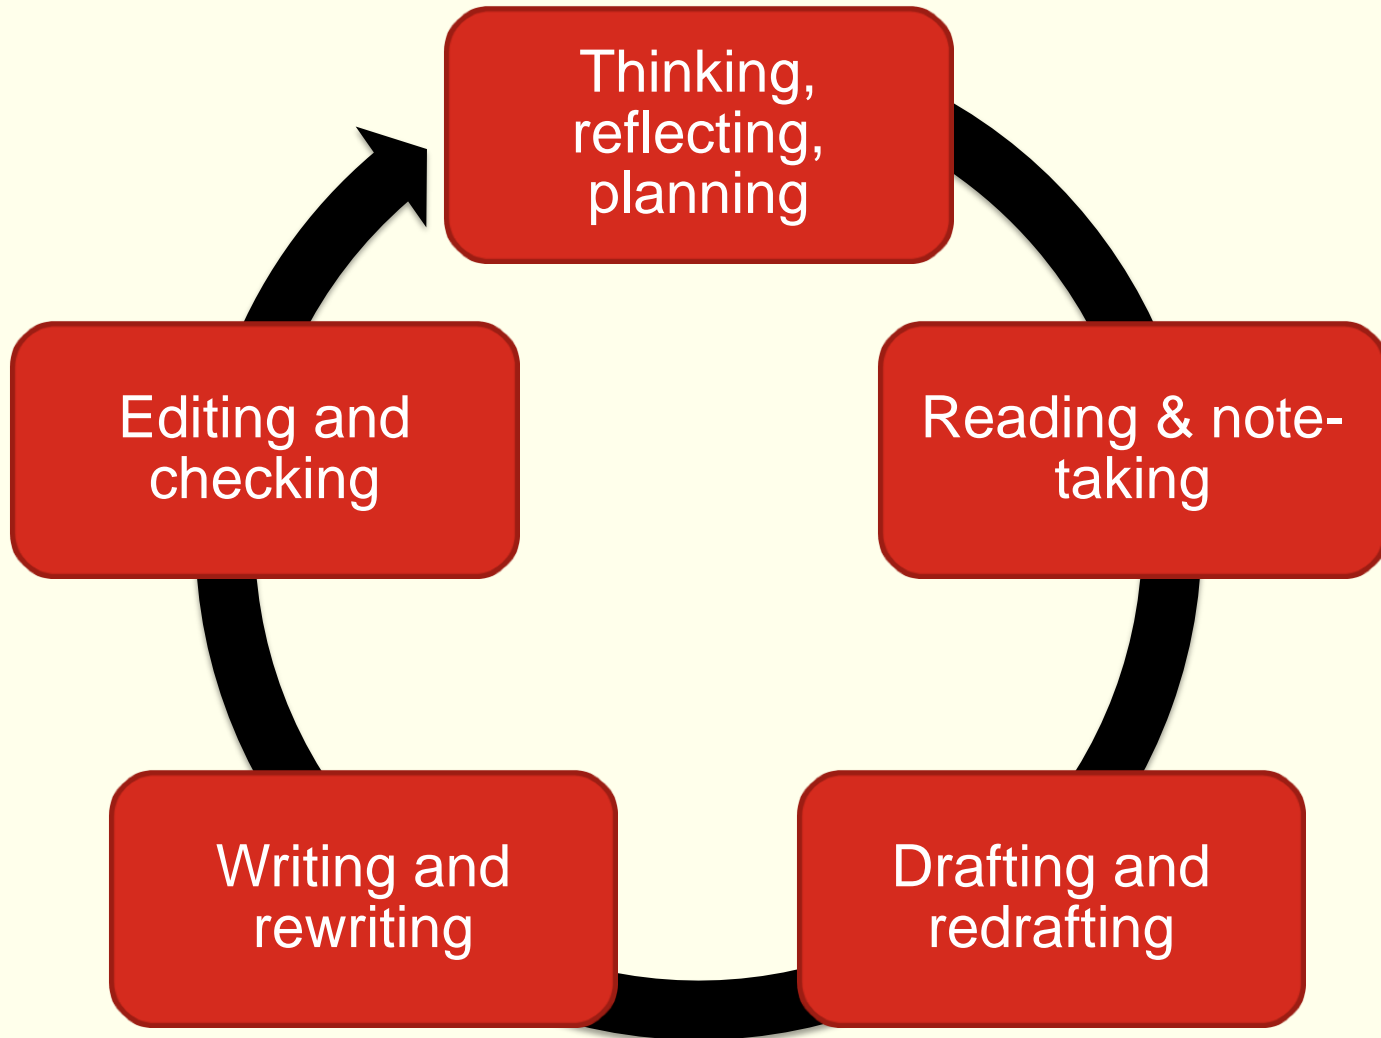 Thinking,
reflecting,
planning
Reading & note-
taking
Drafting and
redrafting
Writing and
rewriting
Editing and
checking